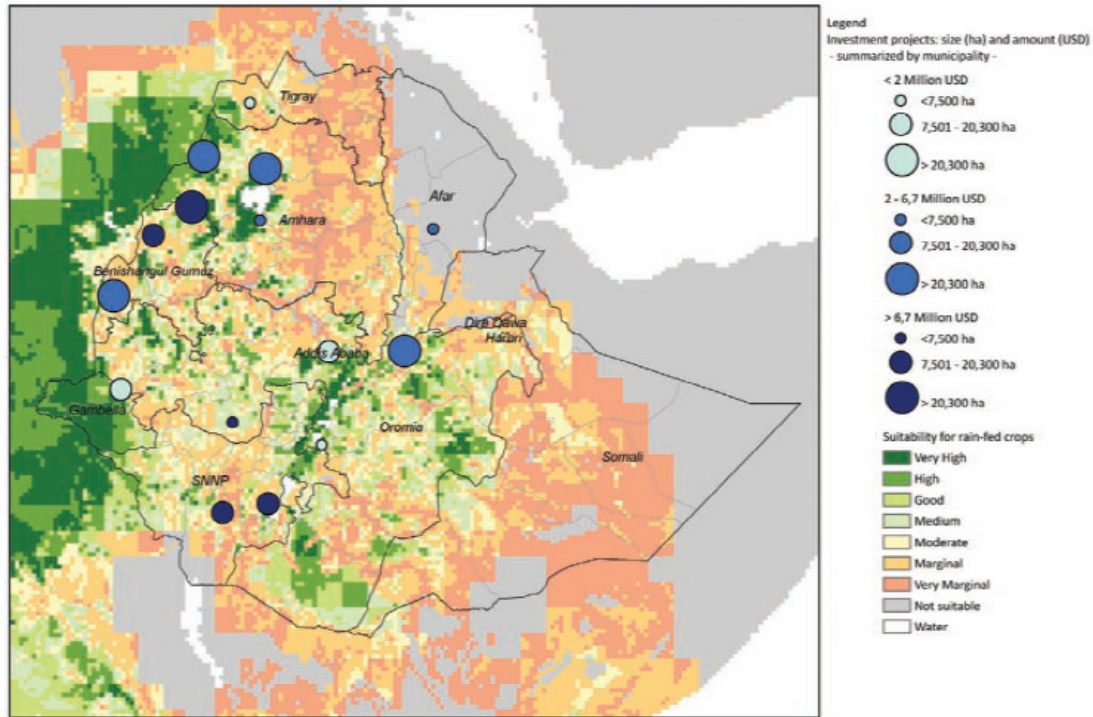 Legend
Investment projects: size (ha) and amount (USD)
- summarized by municipality -
< 2 Million USD
<7,500 ha
7,501 - 20,300 ha
> 20,300 ha
2 - 6,7 Million USD
<7,500 ha
7,501 - 20,300 ha
> 20,300 ha
> 6,7 Million USD
<7,500 ha
7,501 - 20,300 ha
> 20,300 ha
Suitability for rain-fed crops
Very High
High
Good
Medium
Moderate
Marginal
Very Marginal
Not suitable
Water
Tigray
Afar
Amhara
Benishangul Gumuz
Dire Dawa
Harari
Addis Ababa
Gambella
Oromia
Somali
SNNP